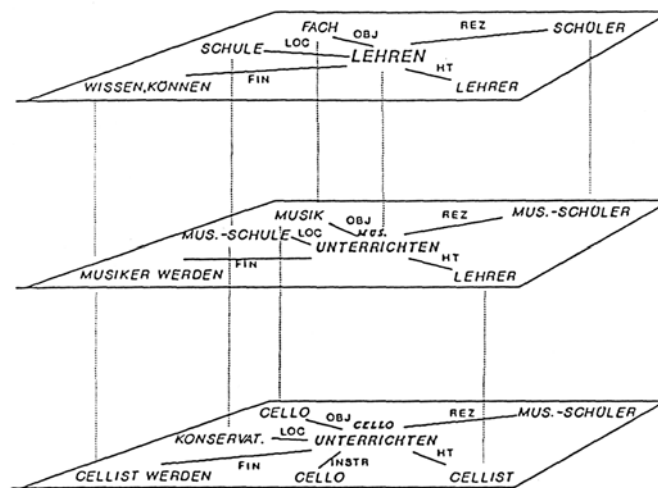 FACH OBJ REZ SCHÜLER
SCHULE LOC LEHREN
WISSEN,KÖNNEN FIN HT LEHRER
MUSIK OBJ MUS. REZ MUS.-SCHÜLER
MUS.-SCHULE LOC UNTERRICHTEN
MUSIKER WERDEN FIN HT LEHRER
CELLO OBJ CELLO REZ MUS.-SCHÜLER
KONSERVAT. LOC UNTERRICHTEN
CELLIST WERDEN FIN INSTR CELLO HT CELLIST